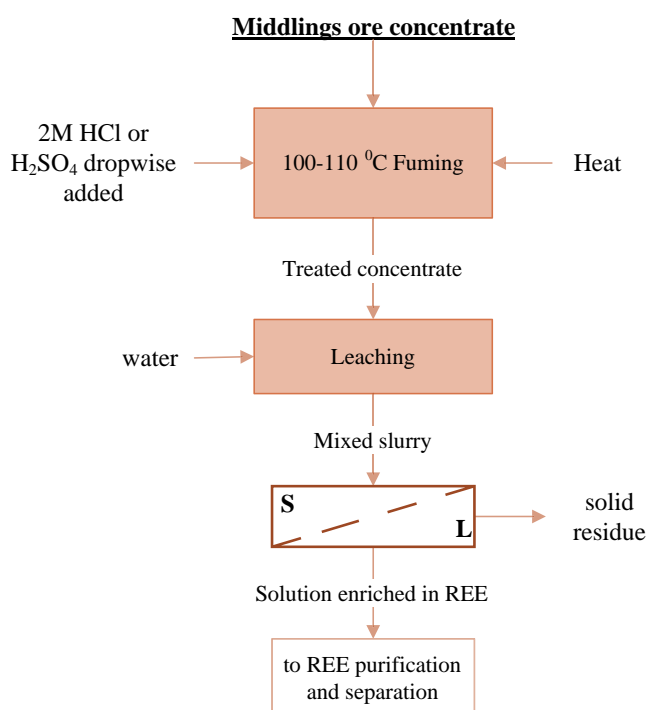 Middlings ore concentrate
2M HCl or
H₂SO₄ dropwise
added
100-110 ⁰C Fuming
Heat
Treated concentrate
water
Leaching
Mixed slurry
S
L
solid
residue
Solution enriched in REE
to REE purification
and separation